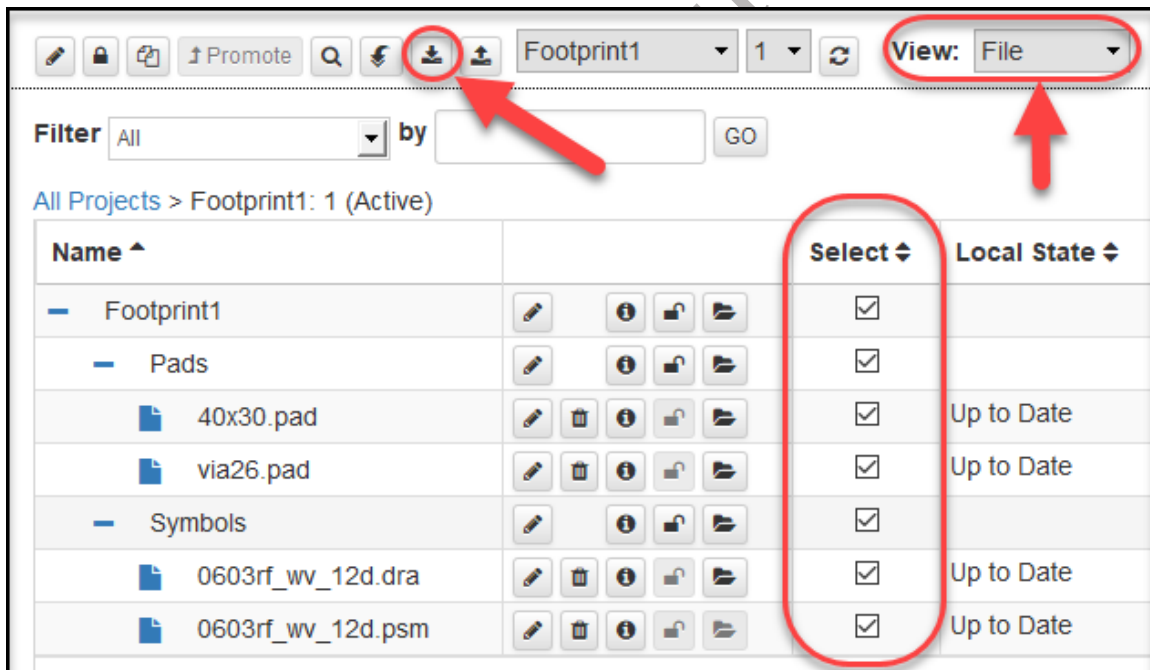 Promote Footprint1 1 View: File
Filter All by GO
All Projects > Footprint1: 1 (Active)
Name Select Local State
Footprint1
Pads
40x30.pad Up to Date
via26.pad Up to Date
Symbols
0603rf_wv_12d.dra Up to Date
0603rf_wv_12d.psm Up to Date